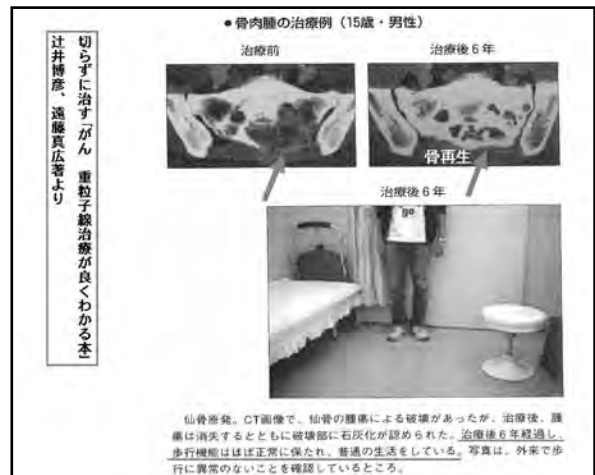 ● 骨肉腫の治療例（15歳・男性）
治療前
治療後6年
骨再生
治療後6年
go
切らずに治す「がん 重粒子線治療が良くわかる本」
辻井博彦、遠藤真広著より
仙骨原発。CT画像で、仙骨の腫瘍による破壊があったが、治療後、腫
瘍は消失するとともに破壊部に石灰化が認められた。治療後6年経過し、
歩行機能はほぼ正常に保たれ、普通の生活をしている。写真は、外来で歩
行に異常のないことを確認しているところ。